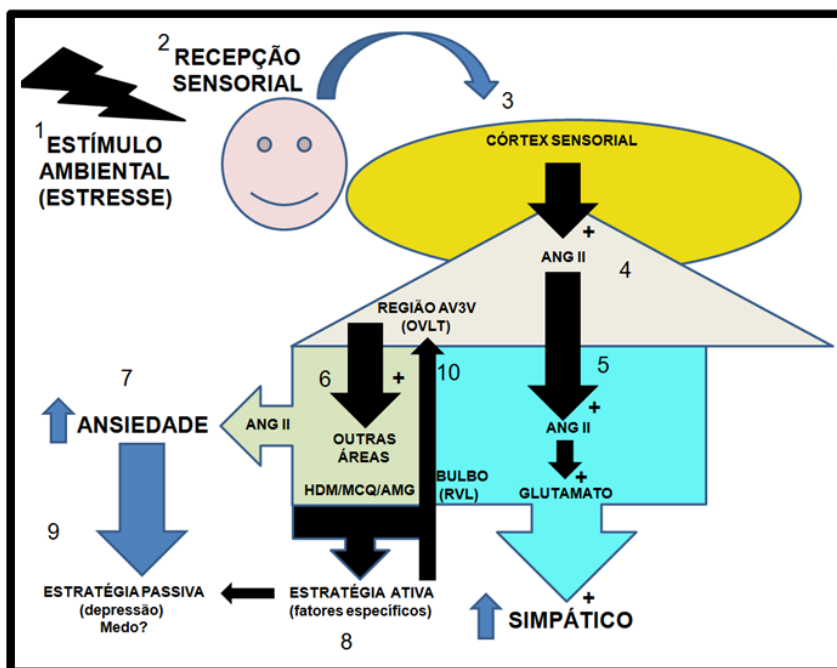 2
RECEPÇÃO
SENSORIAL
1
ESTÍMULO
AMBIENTAL
(ESTRESSE)
3
CÓRTEX SENSORIAL
+
ANG II
4
REGIÃO AV3V
(OVLT)
6
+
10
5
+
7
ANSIEDADE
ANG II
OUTRAS
ÁREAS
ANG II
+
HDM/MCQ/AMG
BULBO
(RVL)
GLUTAMATO
9
ESTRATÉGIA PASSIVA
(depressão)
Medo?
ESTRATÉGIA ATIVA
(fatores específicos)
8
+
SIMPÁTICO